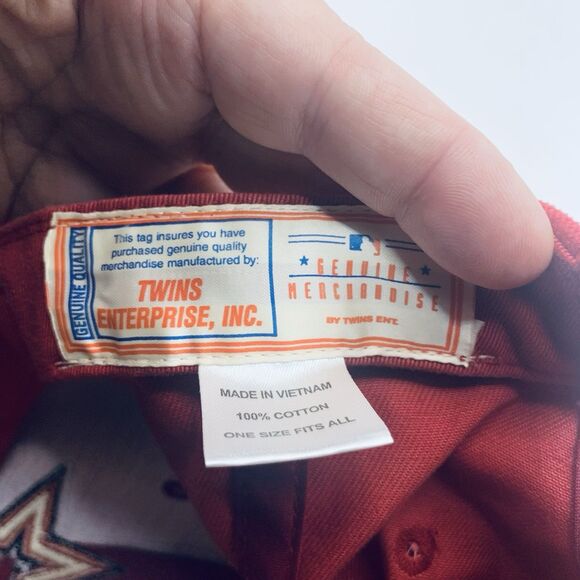 GENUINE QUALITY
This tag insures you have
purchased genuine quality
merchandise manufactured by:
TWINS
ENTERPRISE, INC.
GENUINE
MERCHANDISE
BY TWINS ENT.
MADE IN VIETNAM
100% COTTON
ONE SIZE FITS ALL